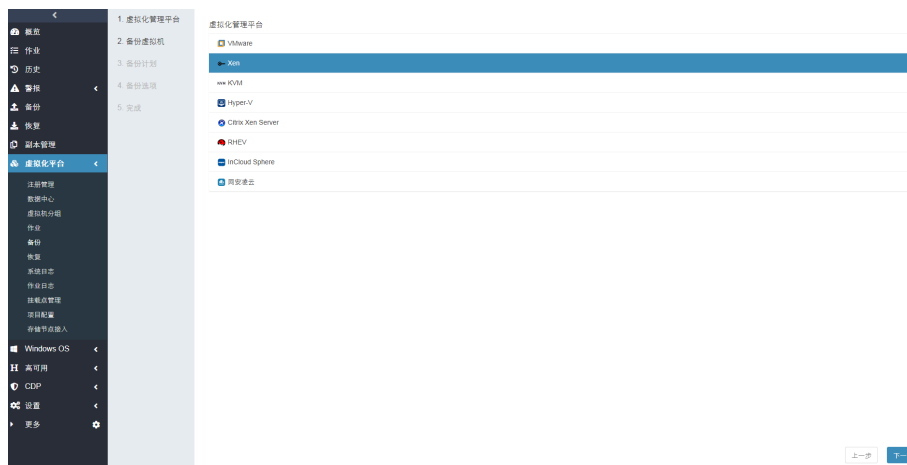 概览
作业
历史
警报
备份
恢复
副本管理
虚拟化平台
注册管理
数据中心
虚拟机分组
作业
备份
恢复
系统日志
作业日志
挂载点管理
项目配置
存储节点接入
Windows OS
高可用
CDP
设置
更多
1. 虚拟化管理平台
2. 备份虚拟机
3. 备份计划
4. 备份选项
5. 完成
虚拟化管理平台
VMware
Xen
KVM
Hyper-V
Citrix Xen Server
RHEV
InCloud Sphere
网安凌云
上一步
下一